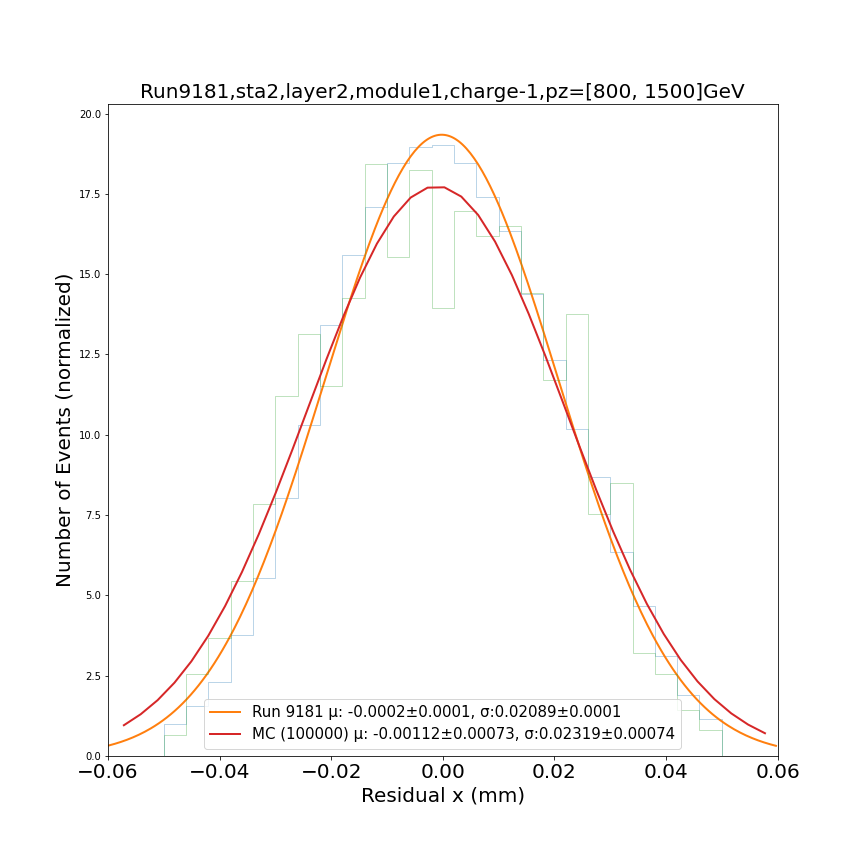 Run9181,sta2,layer2,module1,charge-1,pz=[800, 1500]GeV
20.0
17.5
15.0
12.5
10.0
7.5
5.0
2.5
0.0
Number of Events (normalized)
Run 9181 μ: -0.0002±0.0001, σ:0.02089±0.0001
MC (100000) μ: -0.00112±0.00073, σ:0.02319±0.00074
−0.06 −0.04 −0.02 0.00 0.02 0.04 0.06
Residual x (mm)